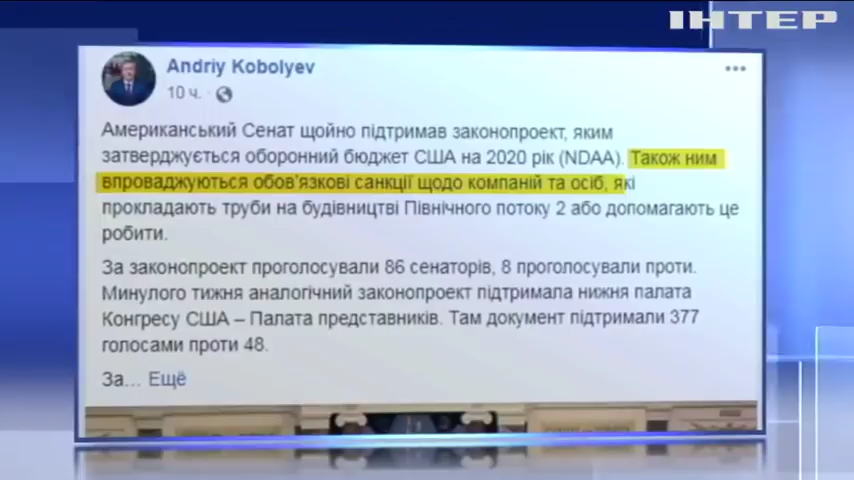 ІНТЕР
Andriy Kobolyev
10 ч.
Американський Сенат щойно підтримав законопроект, яким
затверджується оборонний бюджет США на 2020 рік (NDAA). Також ним
впроваджуються обов'язкові санкції щодо компаній та осіб, які
прокладають труби на будівництві Північного потоку 2 або допомагають це
робити.
За законопроект проголосували 86 сенаторів, 8 проголосували проти.
Минулого тижня аналогічний законопроект підтримала нижня палата
Конгресу США – Палата представників. Там документ підтримали 377
голосами проти 48.
За... Ещё